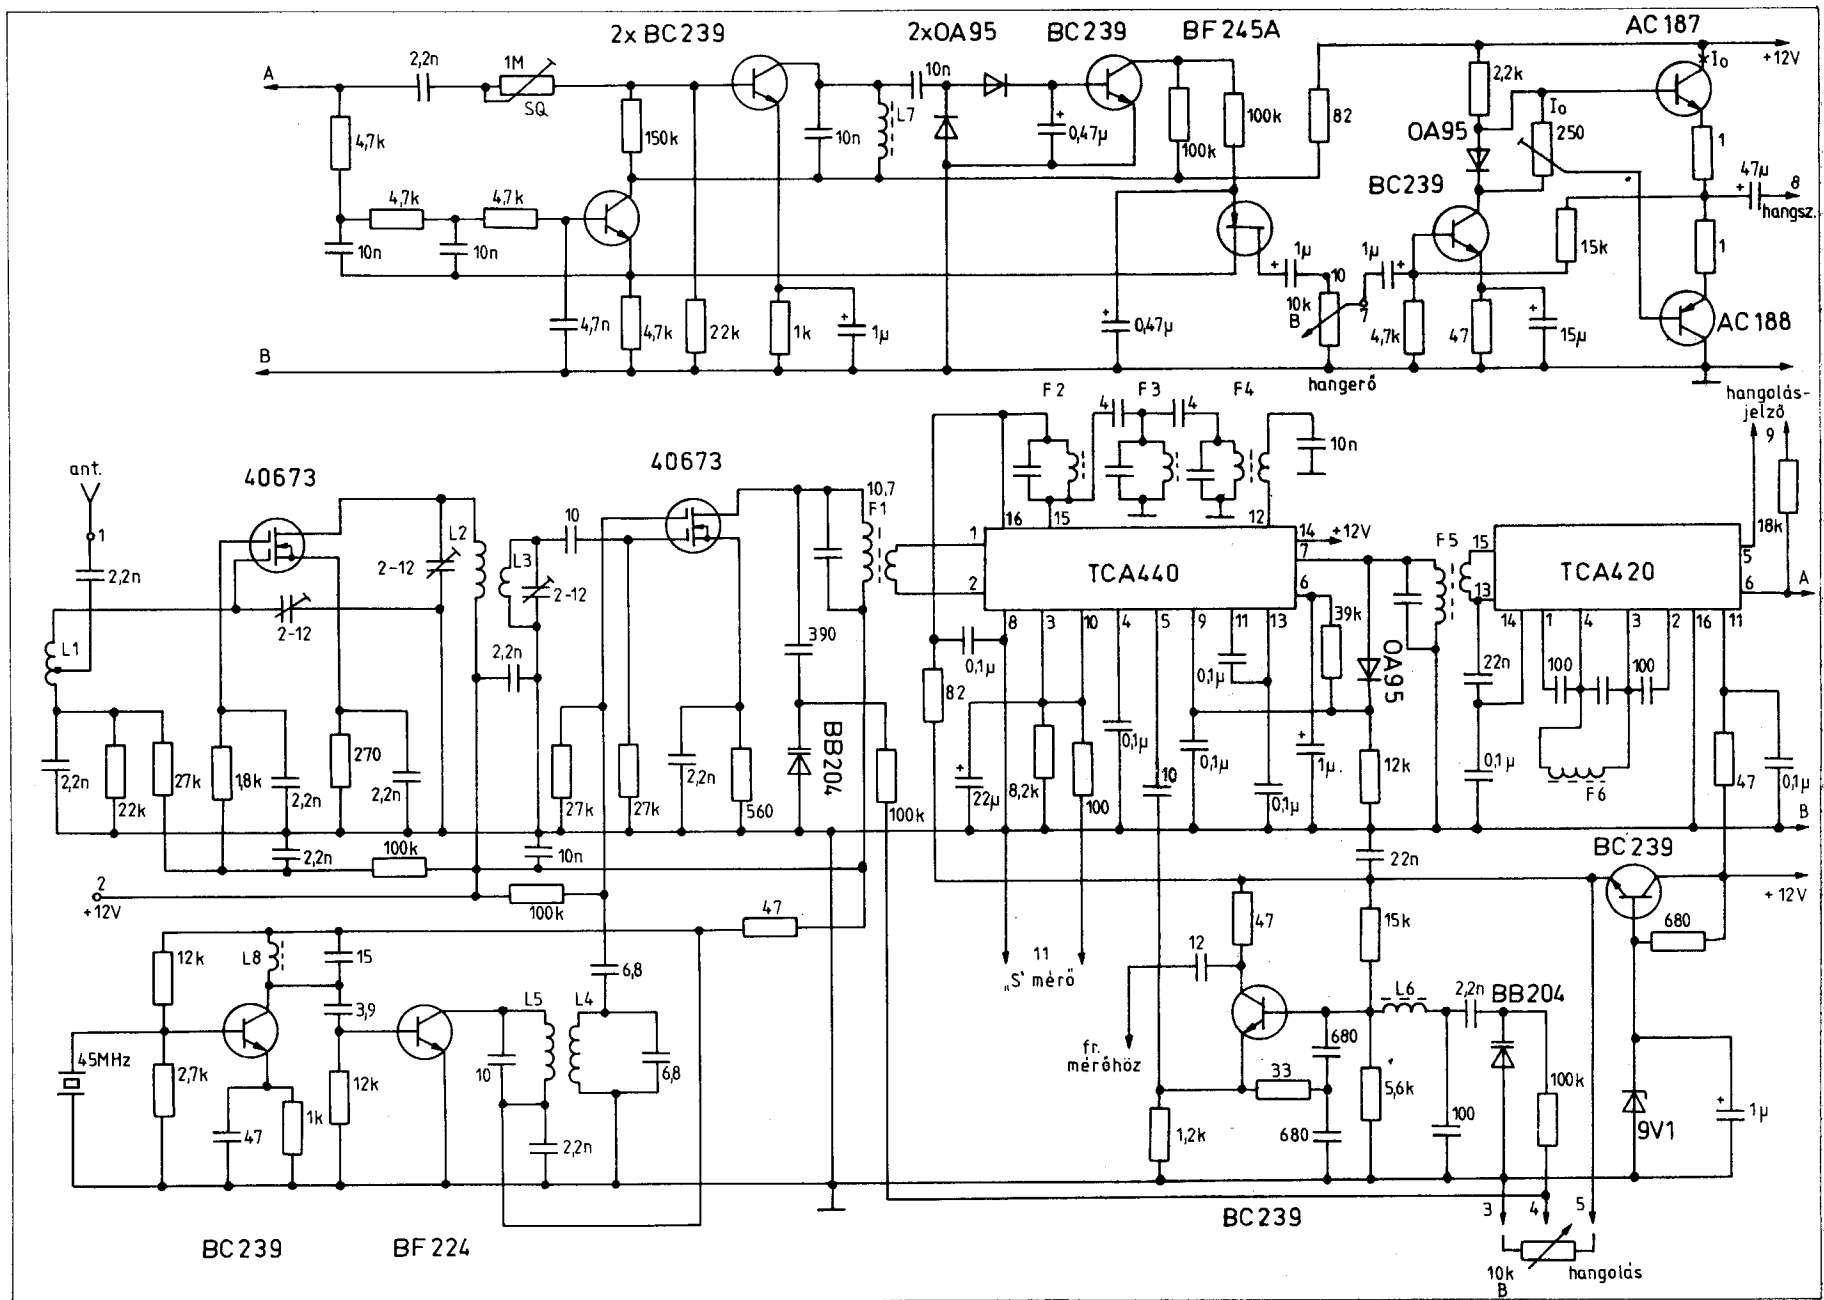 2x BC239
2xOA95
BC239
BF245A
AC187
A
2,2n
1M
SQ
10n
82
2,2k
I₀
+12V
4,7k
150k
10n
L7
0,47µ
100k
100k
OA95
I₀
250
1
BC239
47µ
8
hangsz.
4,7k
4,7k
10n
10n
1µ
10
1µ
15k
1
4,7n
4,7k
22k
1k
1µ
0,47µ
10k
B
7
4,7k
47
15µ
AC188
B
hangerő
hangolás-
jelző
9
F2
4
F3
4
F4
10n
ant.
1
40673
40673
10,7
F1
2,2n
2-12
L2
L3
10
2-12
2-12
L1
2,2n
390
16
15
12
1
2
TCA440
14
+12V
7
6
F5
15
13
TCA420
18k
5
6
A
8
3
10
4
5
9
11
13
39k
14
1
4
3
2
16
11
0,1µ
82
0,1µ
OA95
22n
100
100
2,2n
22k
27k
1,8k
2,2n
270
2,2n
27k
27k
2,2n
560
BB204
100k
22µ
8,2k
100
0,1µ
10
0,1µ
0,1µ
1µ
12k
0,1µ
F6
47
0,1µ
B
2,2n
100k
10n
22n
BC239
2
+12V
100k
+12V
47
12k
L8
15
6,8
11
„S" mérő
12
47
15k
680
3,9
L5
L4
L6
2,2n
BB204
45MHz
2,7k
12k
10
6,8
fr.
mérőhöz
680
33
5,6k
100k
47
1k
2,2n
1,2k
680
100
9V1
1µ
BC239
BF224
BC239
3
4
5
10k
B
hangolás